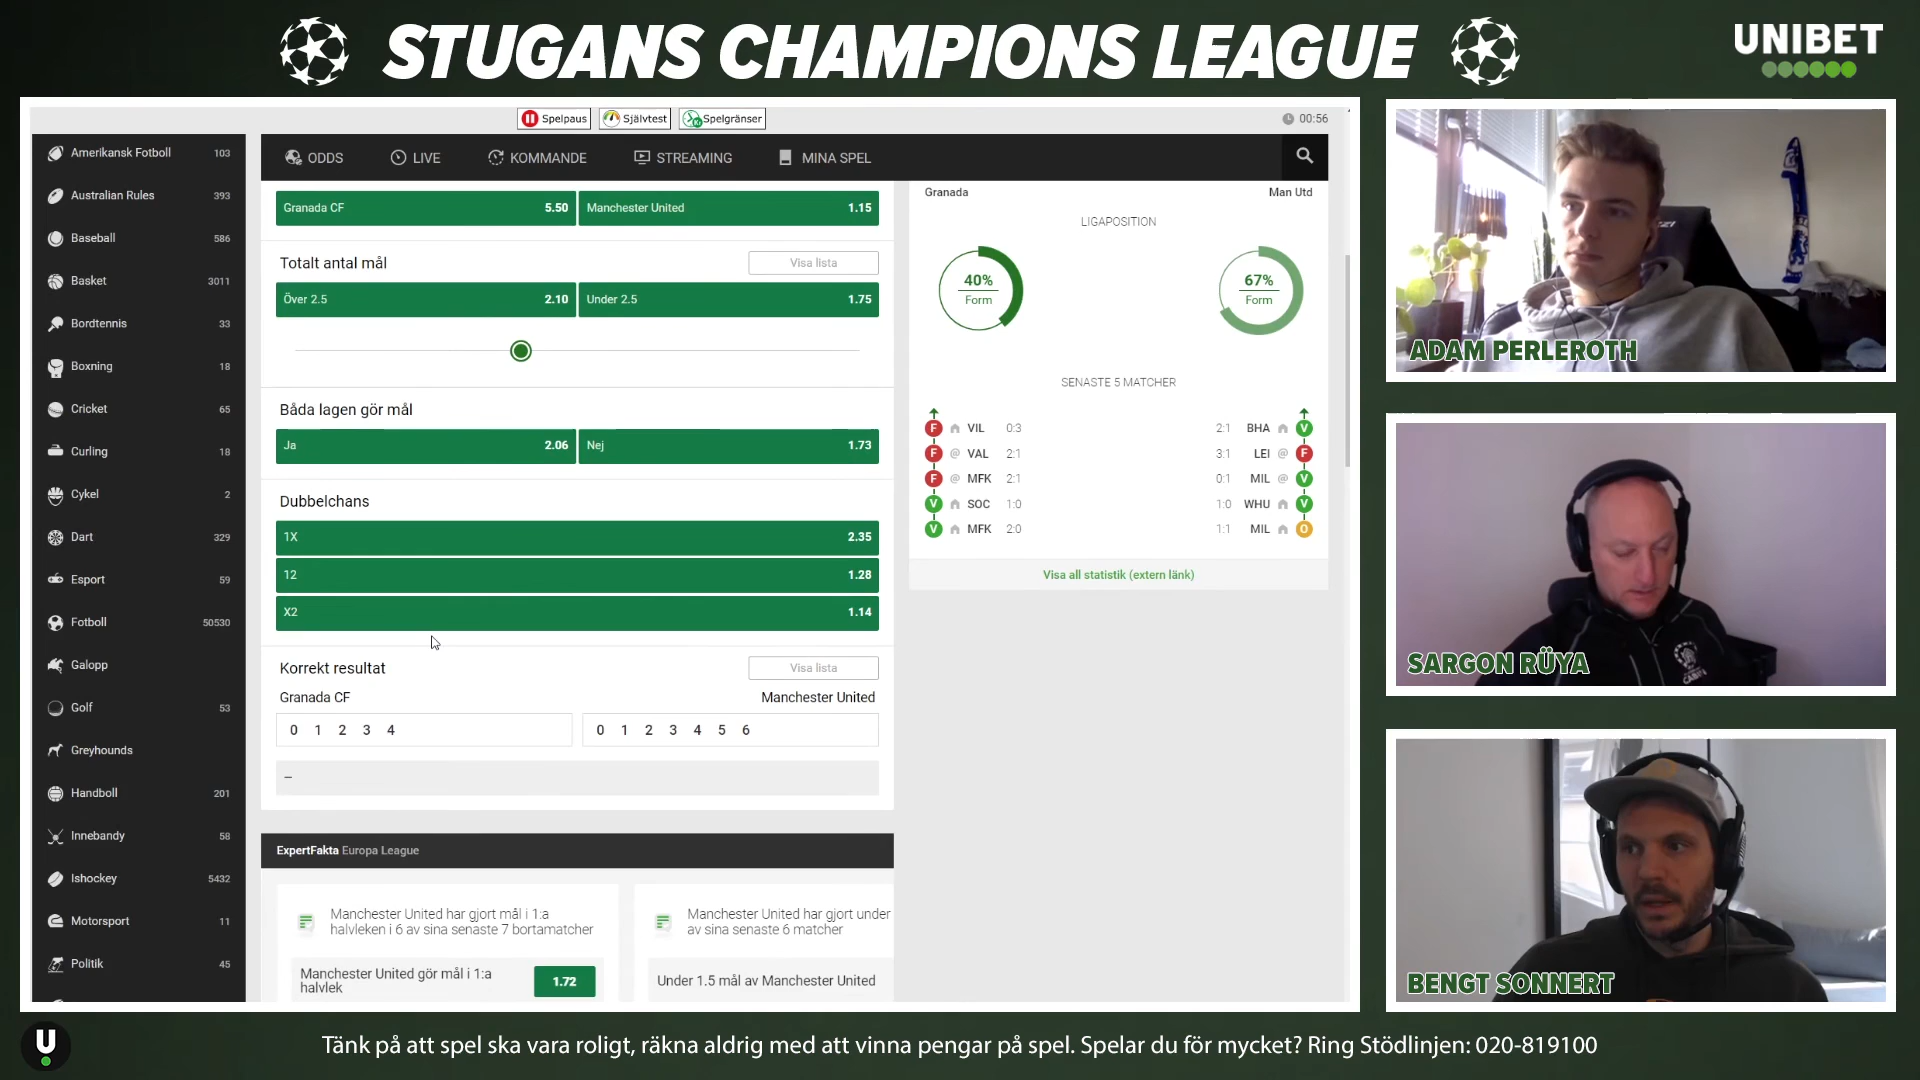 STUGANS CHAMPIONS LEAGUE
UNIBET
Spelpaus
Självtest
Spelgränser
00:56
ODDS
LIVE
KOMMANDE
STREAMING
MINA SPEL
Amerikansk Fotboll 103
Australian Rules 393
Baseball 586
Basket 3011
Bordtennis 33
Boxning 18
Cricket 65
Curling 18
Cykel 2
Dart 329
Esport 59
Fotboll 50530
Galopp
Golf 53
Greyhounds
Handboll 201
Innebandy 58
Ishockey 5432
Motorsport 11
Politik 45
Granada CF 5.50
Manchester United 1.15
Totalt antal mål
Visa lista
Över 2.5 2.10
Under 2.5 1.75
Båda lagen gör mål
Ja 2.06
Nej 1.73
Dubbelchans
1X 2.35
12 1.28
X2 1.14
Korrekt resultat
Visa lista
Granada CF
Manchester United
0 1 2 3 4
0 1 2 3 4 5 6
–
ExpertFakta Europa League
Manchester United har gjort mål i 1:a
halvleken i 6 av sina senaste 7 bortamatcher
Manchester United gör mål i 1:a
halvlek
1.72
Manchester United har gjort under
av sina senaste 6 matcher
Under 1.5 mål av Manchester United
Granada
Man Utd
LIGAPOSITION
40%
Form
67%
Form
SENASTE 5 MATCHER
F VIL 0:3
2:1 BHA V
F @ VAL 2:1
3:1 LEI @ F
F @ MFK 2:1
0:1 MIL @ V
V SOC 1:0
1:0 WHU V
V MFK 2:0
1:1 MIL O
Visa all statistik (extern länk)
ADAM PERLEROTH
SARGON RÜYA
BENGT SONNERT
U
Tänk på att spel ska vara roligt, räkna aldrig med att vinna pengar på spel. Spelar du för mycket? Ring Stödlinjen: 020-819100